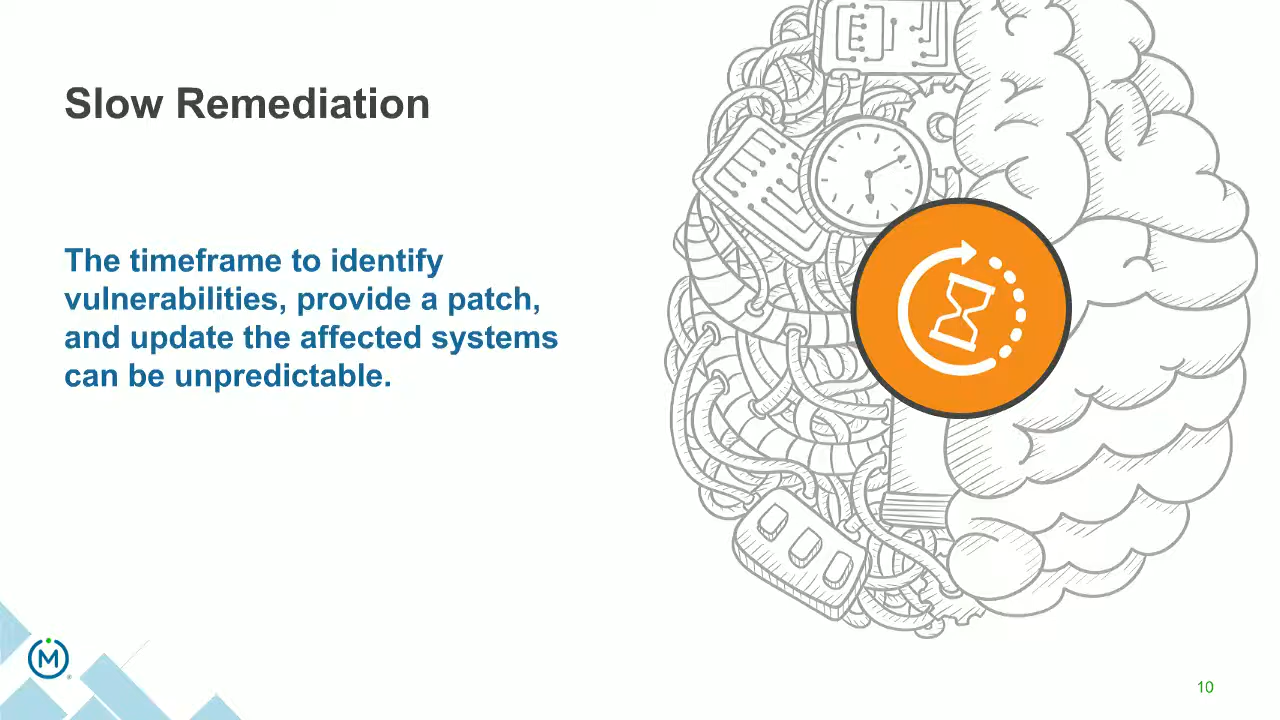 Slow Remediation
The timeframe to identify
vulnerabilities, provide a patch,
and update the affected systems
can be unpredictable.
M
10